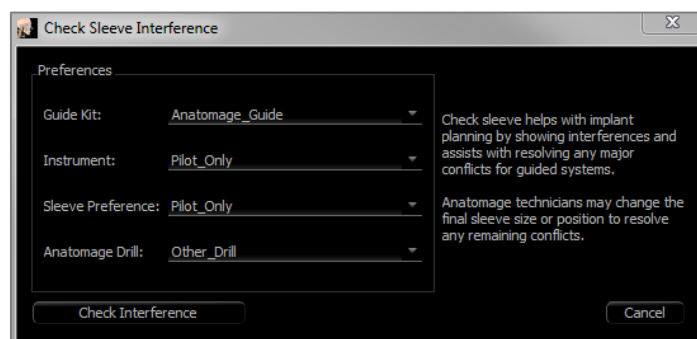 Check Sleeve Interference
Preferences
Guide Kit: Anatomage_Guide
Instrument: Pilot_Only
Sleeve Preference: Pilot_Only
Anatomage Drill: Other_Drill
Check sleeve helps with implant
planning by showing interferences and
assists with resolving any major
conflicts for guided systems.
Anatomage technicians may change the
final sleeve size or position to resolve
any remaining conflicts.
Check Interference
Cancel